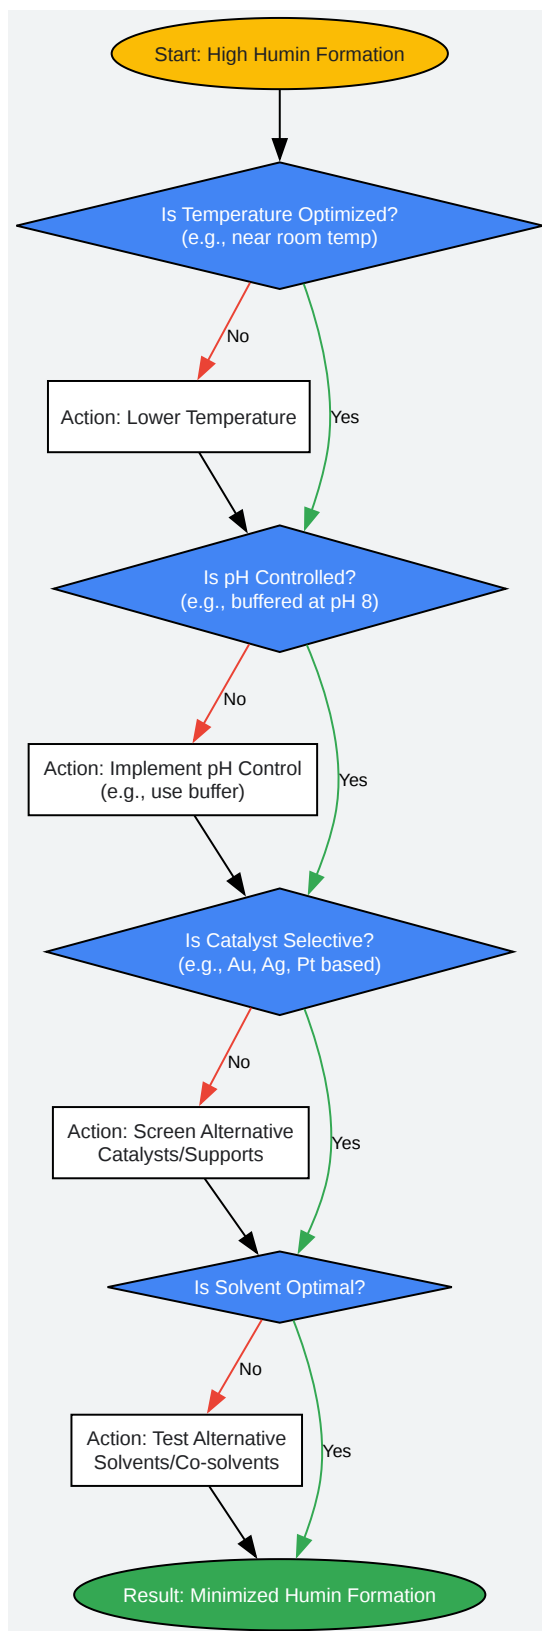 Start: High Humin Formation
Is Temperature Optimized?
(e.g., near room temp)
No
Action: Lower Temperature
Yes
Is pH Controlled?
(e.g., buffered at pH 8)
No
Action: Implement pH Control
(e.g., use buffer)
Yes
Is Catalyst Selective?
(e.g., Au, Ag, Pt based)
No
Action: Screen Alternative
Catalysts/Supports
Yes
Is Solvent Optimal?
No
Action: Test Alternative
Solvents/Co-solvents
Yes
Result: Minimized Humin Formation